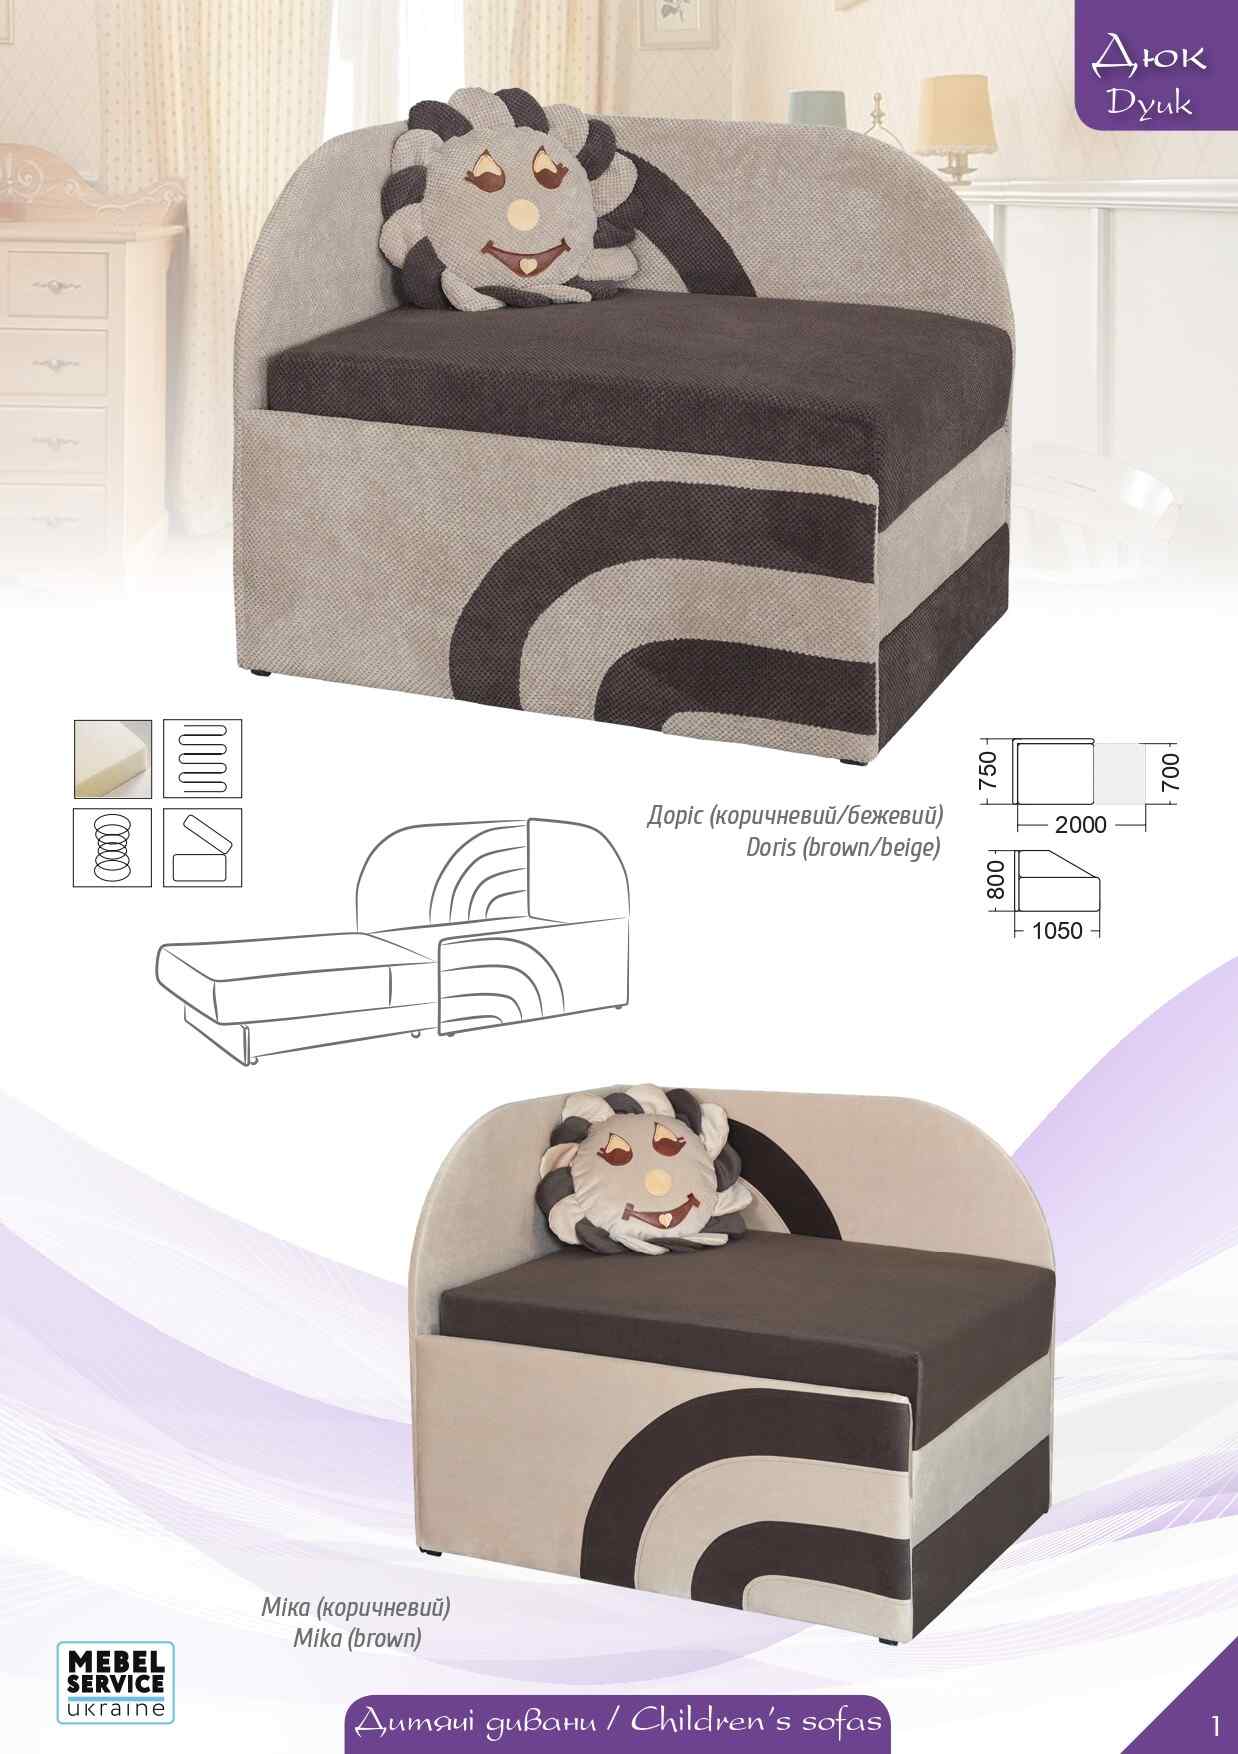 Дюк
Dyuk
750
700
2000
Доріс (коричневий/бежевий)
Doris (brown/beige)
800
1050
Міка (коричневий)
Mika (brown)
MEBEL
SERVICE
ukraine
Дитячі дивани / Children's sofas
1